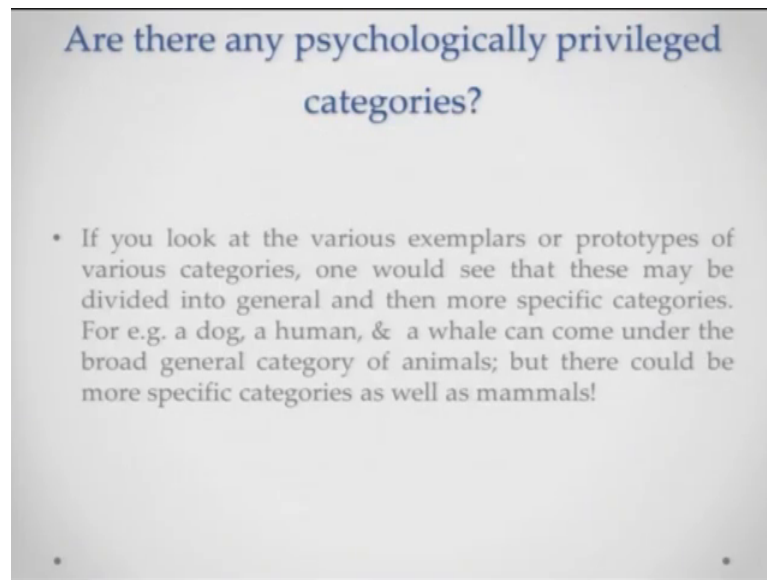 Are there any psychologically privileged
categories?
• If you look at the various exemplars or prototypes of
various categories, one would see that these may be
divided into general and then more specific categories.
For e.g. a dog, a human, & a whale can come under the
broad general category of animals; but there could be
more specific categories as well as mammals!